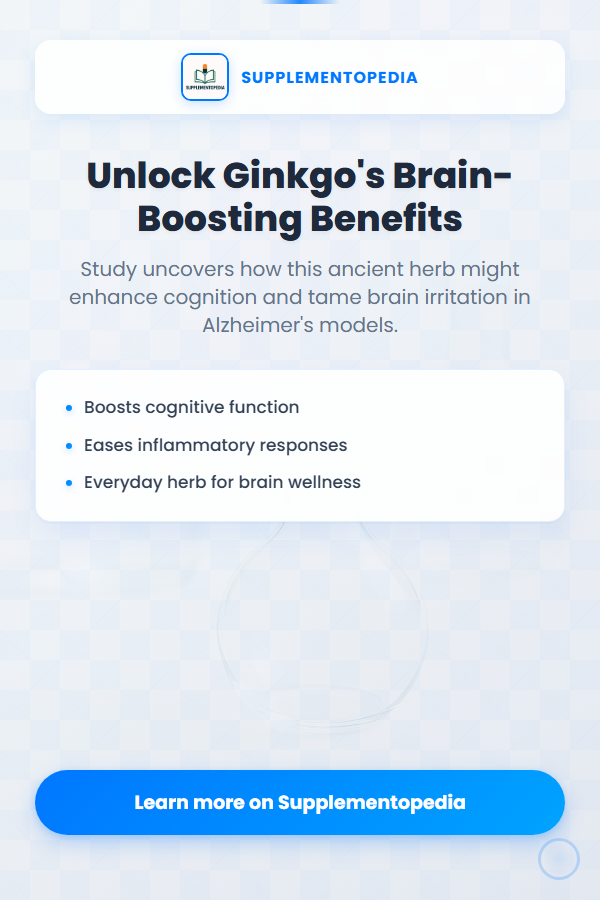 SUPPLEMENTOPEDIA
SUPPLEMENTOPEDIA
Unlock Ginkgo's Brain-
Boosting Benefits
Study uncovers how this ancient herb might
enhance cognition and tame brain irritation in
Alzheimer's models.
Boosts cognitive function
Eases inflammatory responses
Everyday herb for brain wellness
Learn more on Supplementopedia